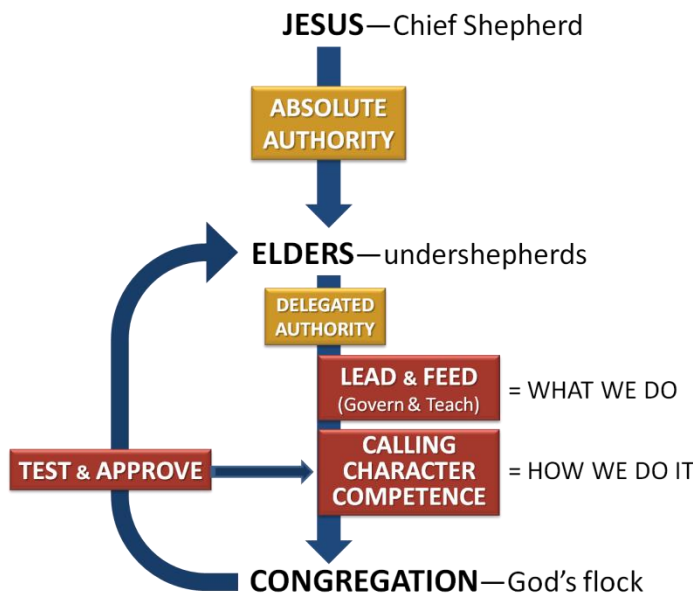 JESUS—Chief Shepherd
ABSOLUTE
AUTHORITY
ELDERS—undershepherds
DELEGATED
AUTHORITY
LEAD & FEED
(Govern & Teach)
= WHAT WE DO
TEST & APPROVE
CALLING
CHARACTER
COMPETENCE
= HOW WE DO IT
CONGREGATION—God's flock